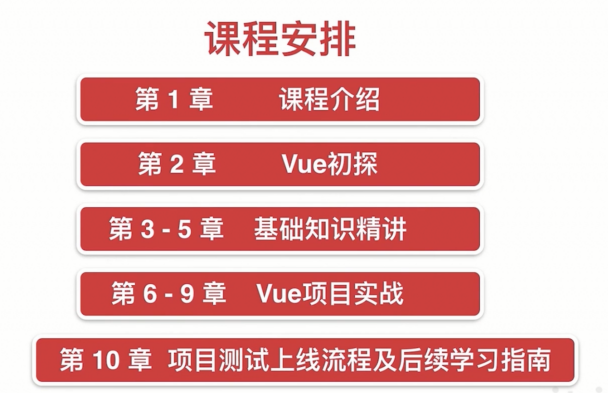 课程安排
第 1 章 课程介绍
第 2 章 Vue初探
第 3 - 5 章 基础知识精讲
第 6 - 9 章 Vue项目实战
第 10 章 项目测试上线流程及后续学习指南